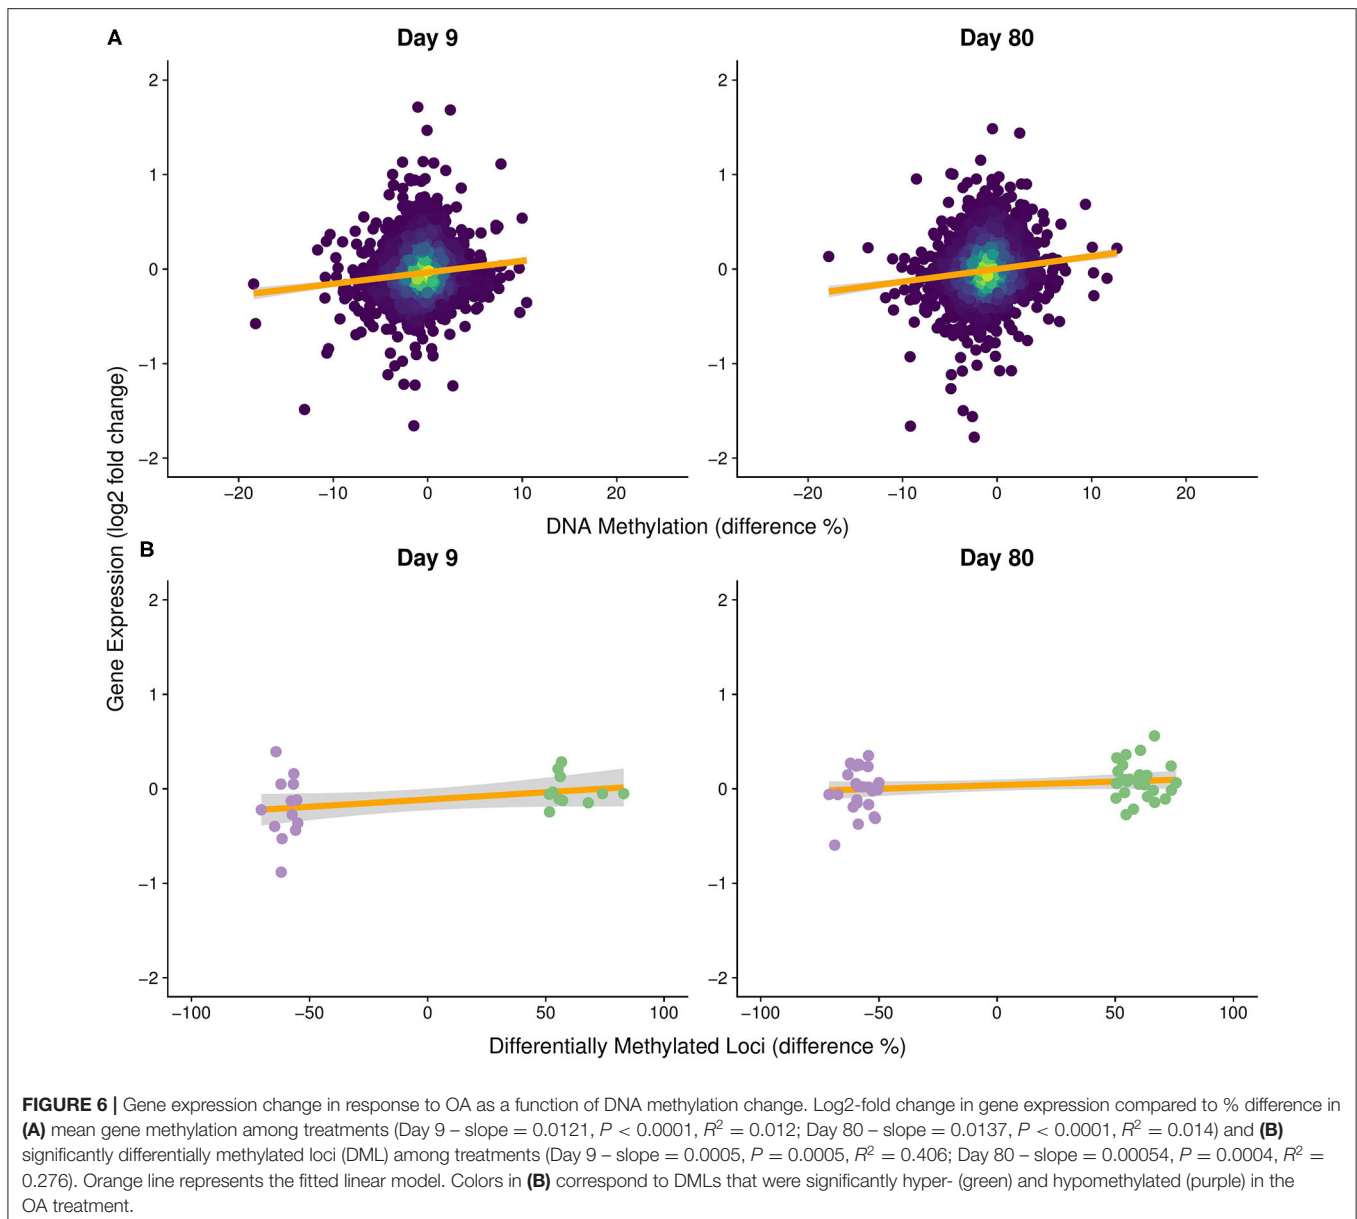 A
Day 9
Day 80
2
1
0
−1
−2
−20
−10
0
10
20
2
1
0
−1
−2
−20
−10
0
10
20
DNA Methylation (difference %)
Gene Expression (log2 fold change)
B
Day 9
Day 80
2
1
0
−1
−2
−100
−50
0
50
100
2
1
0
−1
−2
−100
−50
0
50
100
Differentially Methylated Loci (difference %)
FIGURE 6 | Gene expression change in response to OA as a function of DNA methylation change. Log2-fold change in gene expression compared to % difference in
(A) mean gene methylation among treatments (Day 9 – slope = 0.0121, P < 0.0001, R² = 0.012; Day 80 – slope = 0.0137, P < 0.0001, R² = 0.014) and (B)
significantly differentially methylated loci (DML) among treatments (Day 9 – slope = 0.0005, P = 0.0005, R² = 0.406; Day 80 – slope = 0.00054, P = 0.0004, R² =
0.276). Orange line represents the fitted linear model. Colors in (B) correspond to DMLs that were significantly hyper- (green) and hypomethylated (purple) in the
OA treatment.